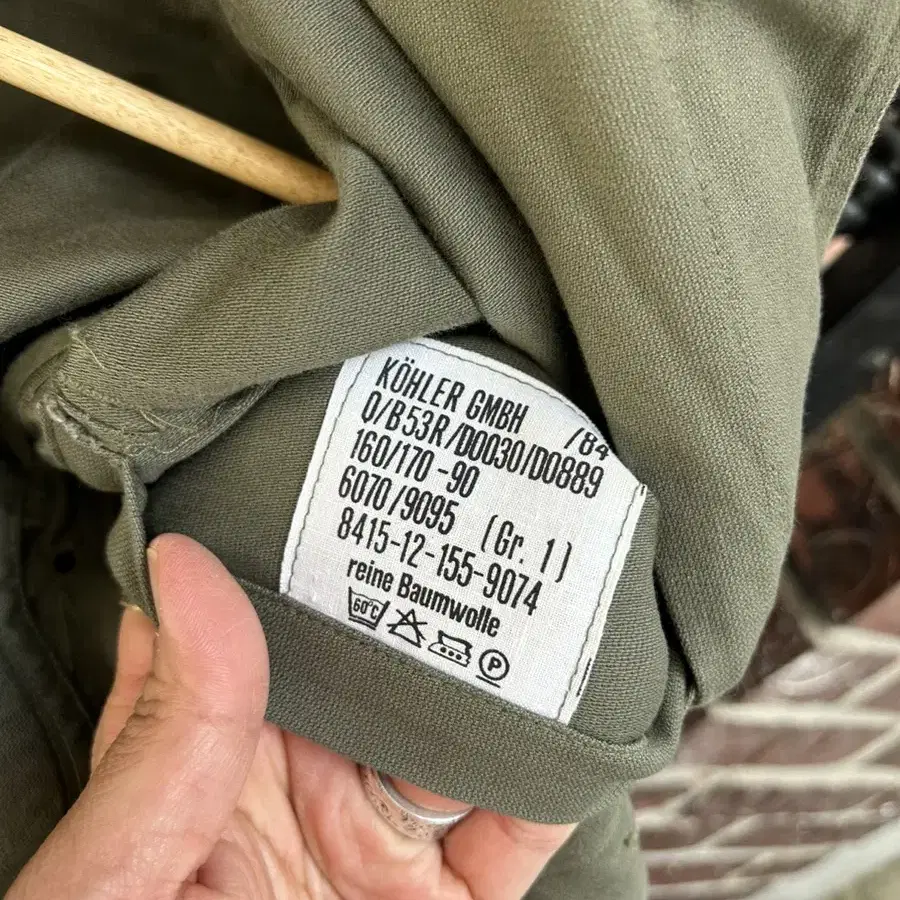 KÖHLER GMBH
O/B53R/D0030/D0889 /84
160/170-90
6070/9095 (Gr. 1)
8415-12-155-9074
reine Baumwolle
60°C P